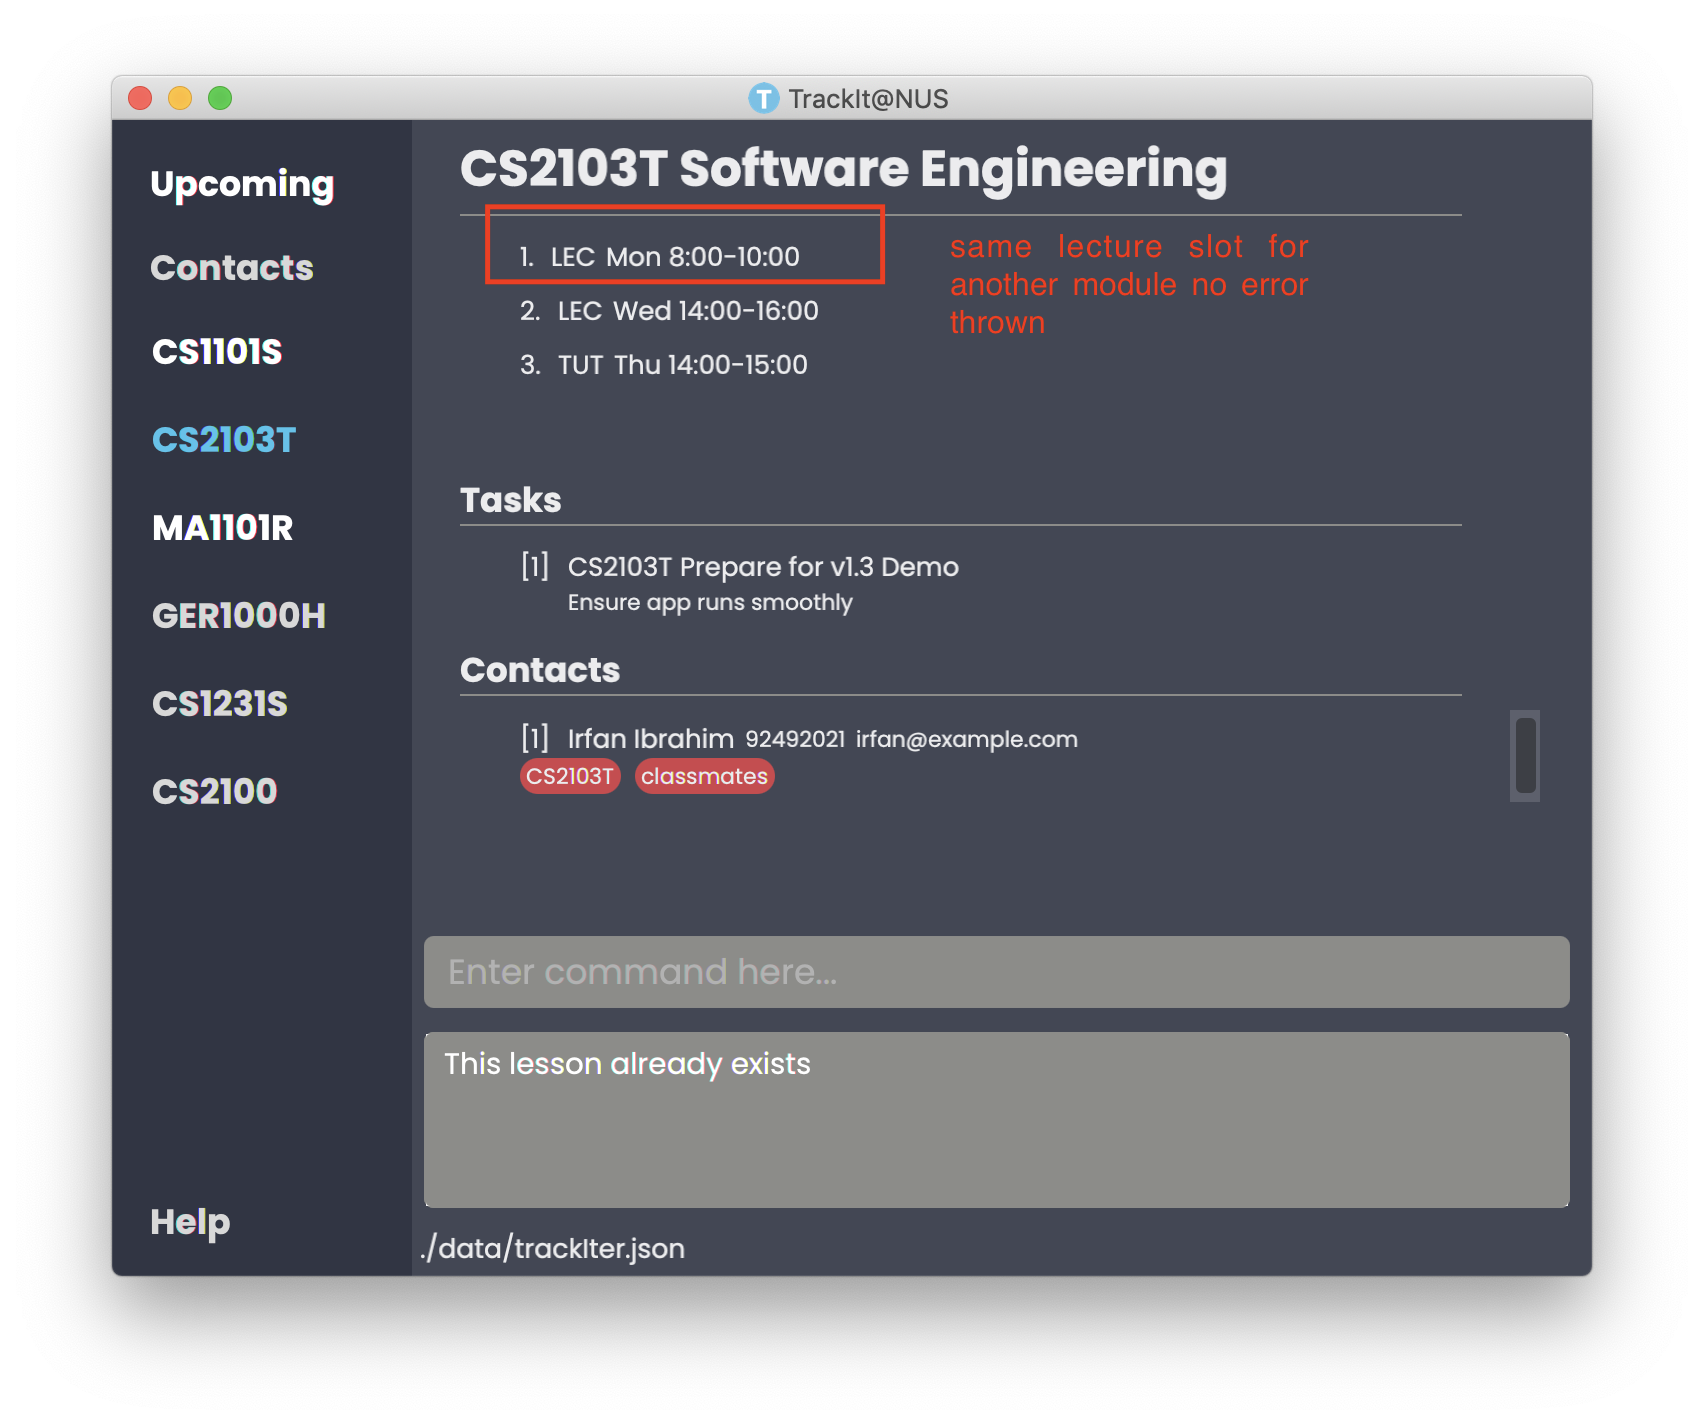 T TrackIt@NUS
Upcoming
Contacts
CS1101S
CS2103T
MA1101R
GER1000H
CS1231S
CS2100
Help
CS2103T Software Engineering
1. LEC Mon 8:00-10:00
2. LEC Wed 14:00-16:00
3. TUT Thu 14:00-15:00
same lecture slot for
another module no error
thrown
Tasks
[1] CS2103T Prepare for v1.3 Demo
Ensure app runs smoothly
Contacts
[1] Irfan Ibrahim 92492021 irfan@example.com
CS2103T classmates
Enter command here...
This lesson already exists
./data/trackIter.json